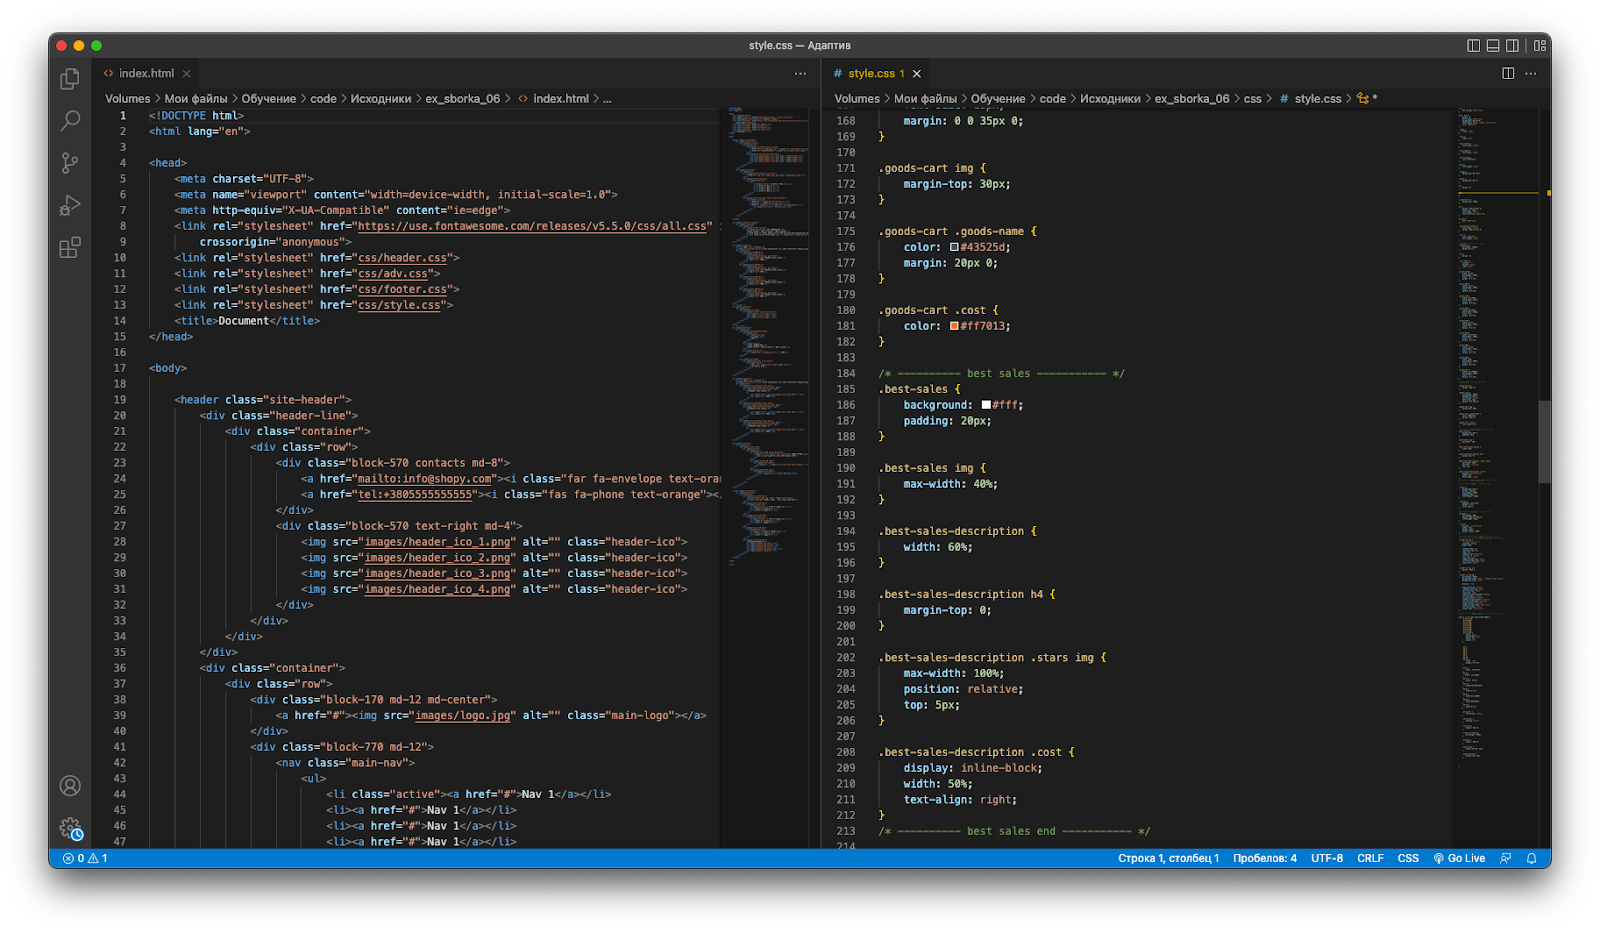 style.css — Адаптив
index.html
Volumes > Мои файлы > Обучение > code > Исходники > ex_sborka_06 > index.html > ...
1 <!DOCTYPE html>
2 <html lang="en">
3
4 <head>
5 <meta charset="UTF-8">
6 <meta name="viewport" content="width=device-width, initial-scale=1.0">
7 <meta http-equiv="X-UA-Compatible" content="ie=edge">
8 <link rel="stylesheet" href="https://use.fontawesome.com/releases/v5.5.0/css/all.css"
9 crossorigin="anonymous">
10 <link rel="stylesheet" href="css/header.css">
11 <link rel="stylesheet" href="css/adv.css">
12 <link rel="stylesheet" href="css/footer.css">
13 <link rel="stylesheet" href="css/style.css">
14 <title>Document</title>
15 </head>
16
17 <body>
18
19 <header class="site-header">
20 <div class="header-line">
21 <div class="container">
22 <div class="row">
23 <div class="block-570 contacts md-8">
24 <a href="mailto:info@shopy.com"><i class="far fa-envelope text-oran
25 <a href="tel:+3805555555555"><i class="fas fa-phone text-orange"></
26 </div>
27 <div class="block-570 text-right md-4">
28 <img src="images/header_ico_1.png" alt="" class="header-ico">
29 <img src="images/header_ico_2.png" alt="" class="header-ico">
30 <img src="images/header_ico_3.png" alt="" class="header-ico">
31 <img src="images/header_ico_4.png" alt="" class="header-ico">
32 </div>
33 </div>
34 </div>
35 </div>
36 <div class="container">
37 <div class="row">
38 <div class="block-170 md-12 md-center">
39 <a href="#"><img src="images/logo.jpg" alt="" class="main-logo"></a>
40 </div>
41 <div class="block-770 md-12">
42 <nav class="main-nav">
43 <ul>
44 <li class="active"><a href="#">Nav 1</a></li>
45 <li><a href="#">Nav 1</a></li>
46 <li><a href="#">Nav 1</a></li>
47 <li><a href="#">Nav 1</a></li>
# style.css 1
Volumes > Мои файлы > Обучение > code > Исходники > ex_sborka_06 > css > # style.css > *
168 margin: 0 0 35px 0;
169 }
170
171 .goods-cart img {
172 margin-top: 30px;
173 }
174
175 .goods-cart .goods-name {
176 color: #43525d;
177 margin: 20px 0;
178 }
179
180 .goods-cart .cost {
181 color: #ff7013;
182 }
183
184 /* ---------- best sales ----------- */
185 .best-sales {
186 background: #fff;
187 padding: 20px;
188 }
189
190 .best-sales img {
191 max-width: 40%;
192 }
193
194 .best-sales-description {
195 width: 60%;
196 }
197
198 .best-sales-description h4 {
199 margin-top: 0;
200 }
201
202 .best-sales-description .stars img {
203 max-width: 100%;
204 position: relative;
205 top: 5px;
206 }
207
208 .best-sales-description .cost {
209 display: inline-block;
210 width: 50%;
211 text-align: right;
212 }
213 /* ---------- best sales end ----------- */
214
0 1
Строка 1, столбец 1 Пробелов: 4 UTF-8 CRLF CSS Go Live